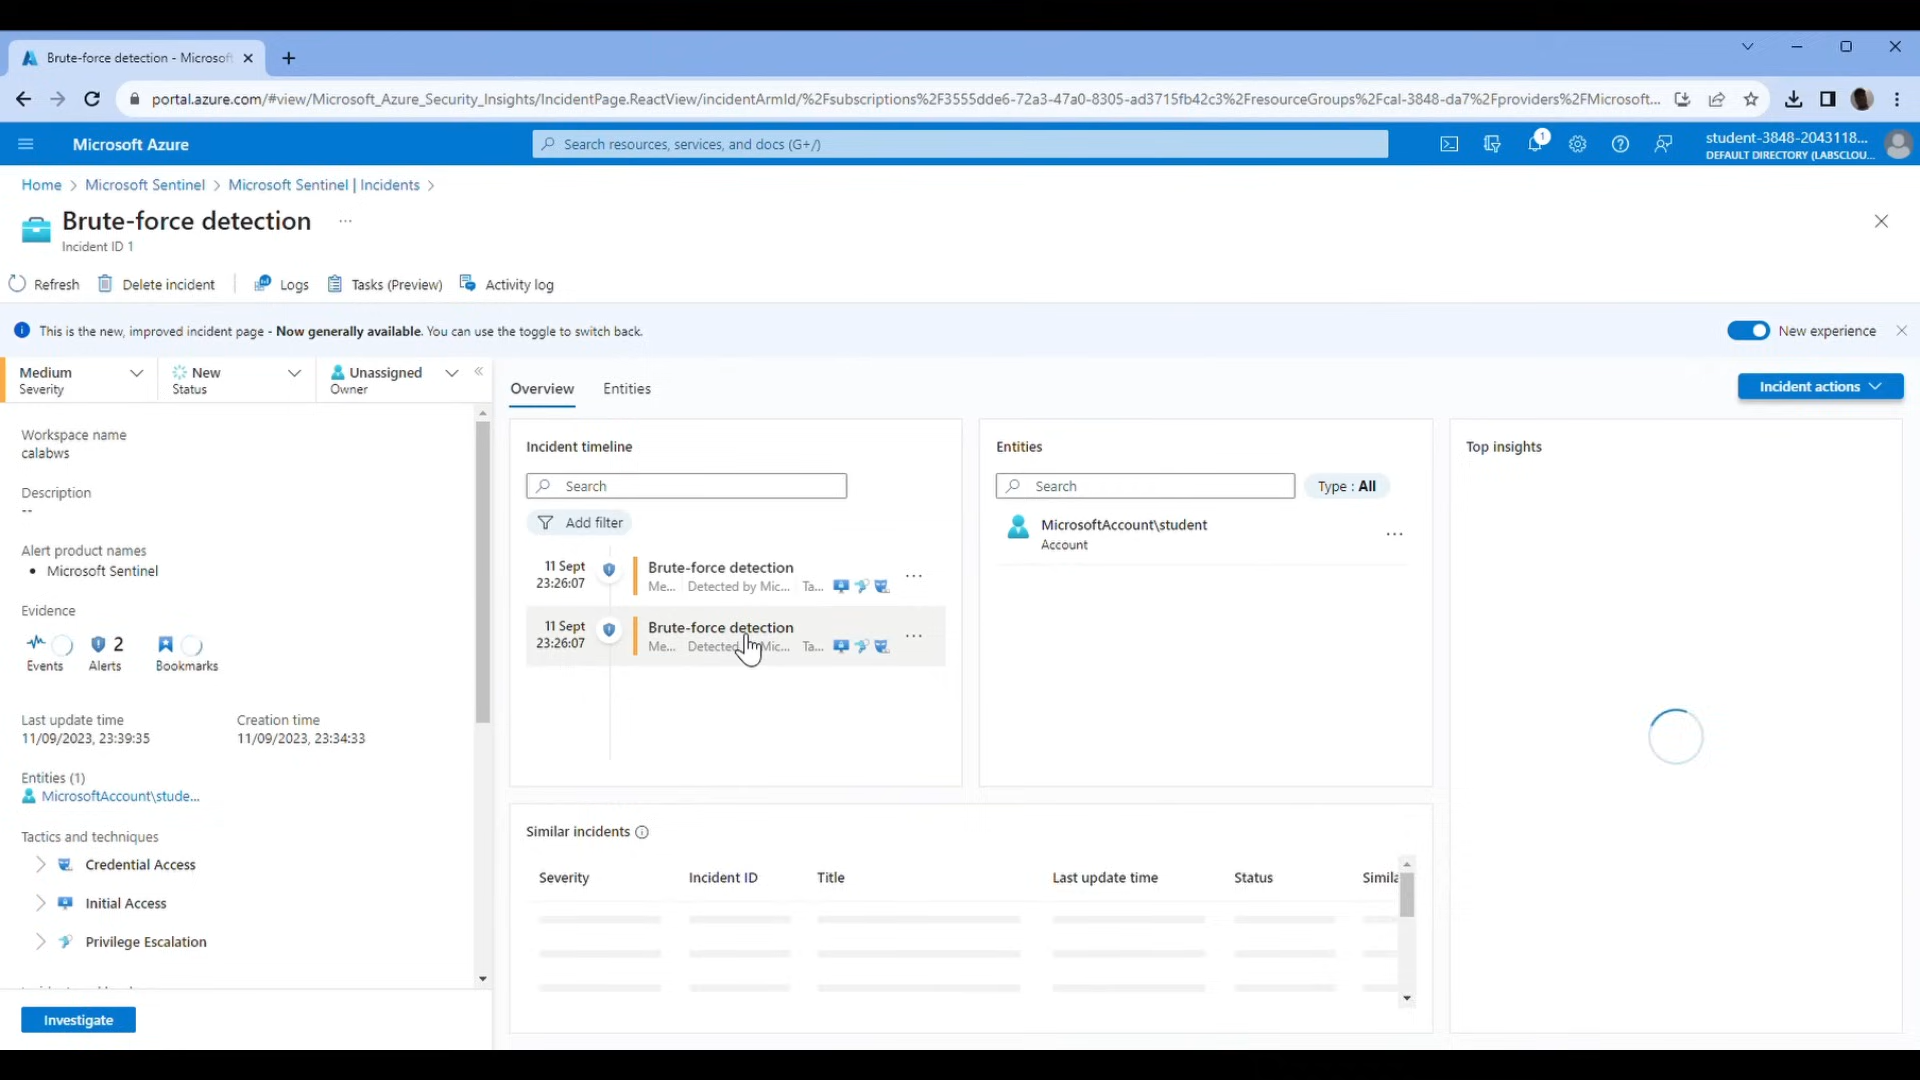 Brute-force detection - Microsof
portal.azure.com/#view/Microsoft_Azure_Security_Insights/IncidentPage.ReactView/incidentArmId/%2Fsubscriptions%2F3555dde6-72a3-47a0-8305-ad3715fb42c3%2FresourceGroups%2Fcal-3848-da7%2Fproviders%2FMicrosoft...
Microsoft Azure
Search resources, services, and docs (G+/)
1
student-3848-2043118...
DEFAULT DIRECTORY (LABSCLOU...
Home > Microsoft Sentinel > Microsoft Sentinel | Incidents >
Brute-force detection ...
Incident ID 1
Refresh Delete incident Logs Tasks (Preview) Activity log
This is the new, improved incident page - Now generally available. You can use the toggle to switch back.
New experience
Medium
Severity
New
Status
Unassigned
Owner
Overview Entities
Incident actions
Workspace name
calabws
Description
--
Alert product names
• Microsoft Sentinel
Evidence
Events
2
Alerts
Bookmarks
Last update time
11/09/2023, 23:39:35
Creation time
11/09/2023, 23:34:33
Entities (1)
MicrosoftAccount\stude...
Tactics and techniques
Credential Access
Initial Access
Privilege Escalation
Investigate
Incident timeline
Search
Add filter
11 Sept
23:26:07
Brute-force detection
Me... Detected by Mic... Ta...
11 Sept
23:26:07
Brute-force detection
Me... Detected Mic... Ta...
Entities
Search
Type : All
MicrosoftAccount\student
Account
Top insights
Similar incidents
Severity Incident ID Title Last update time Status Simila